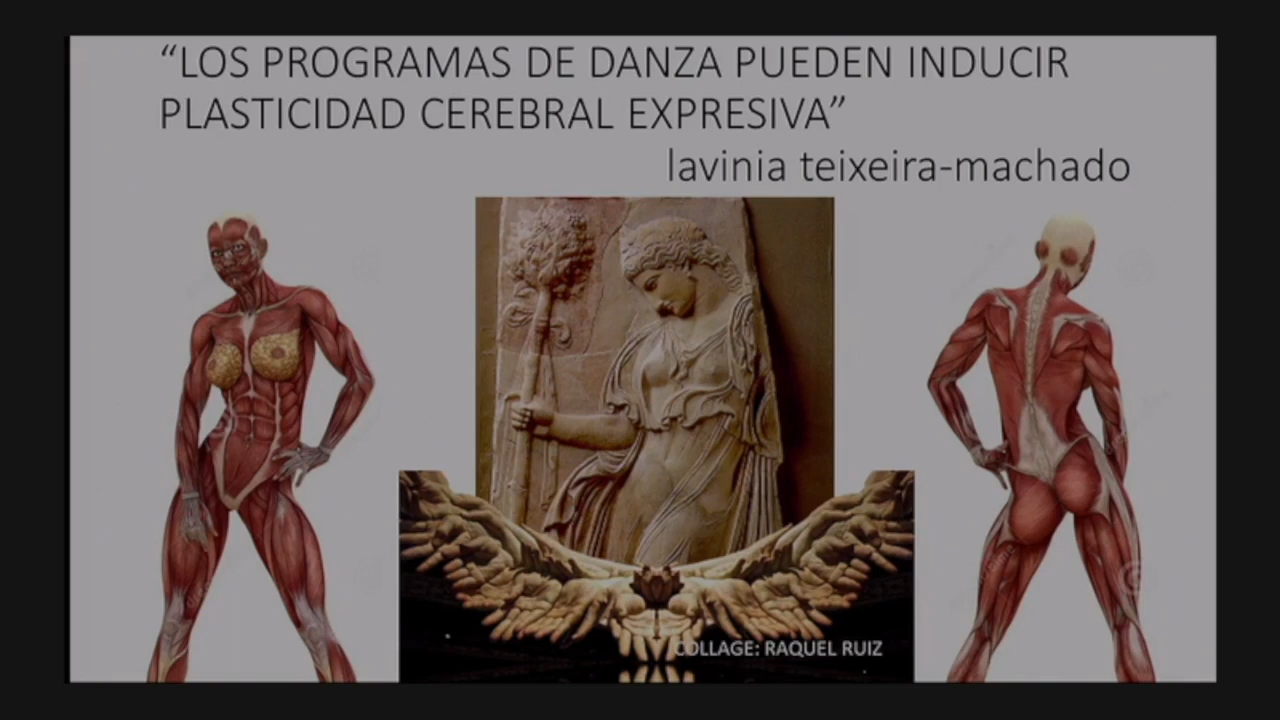 “LOS PROGRAMAS DE DANZA PUEDEN INDUCIR
PLASTICIDAD CEREBRAL EXPRESIVA”
lavinia teixeira-machado
COLLAGE: RAQUEL RUIZ